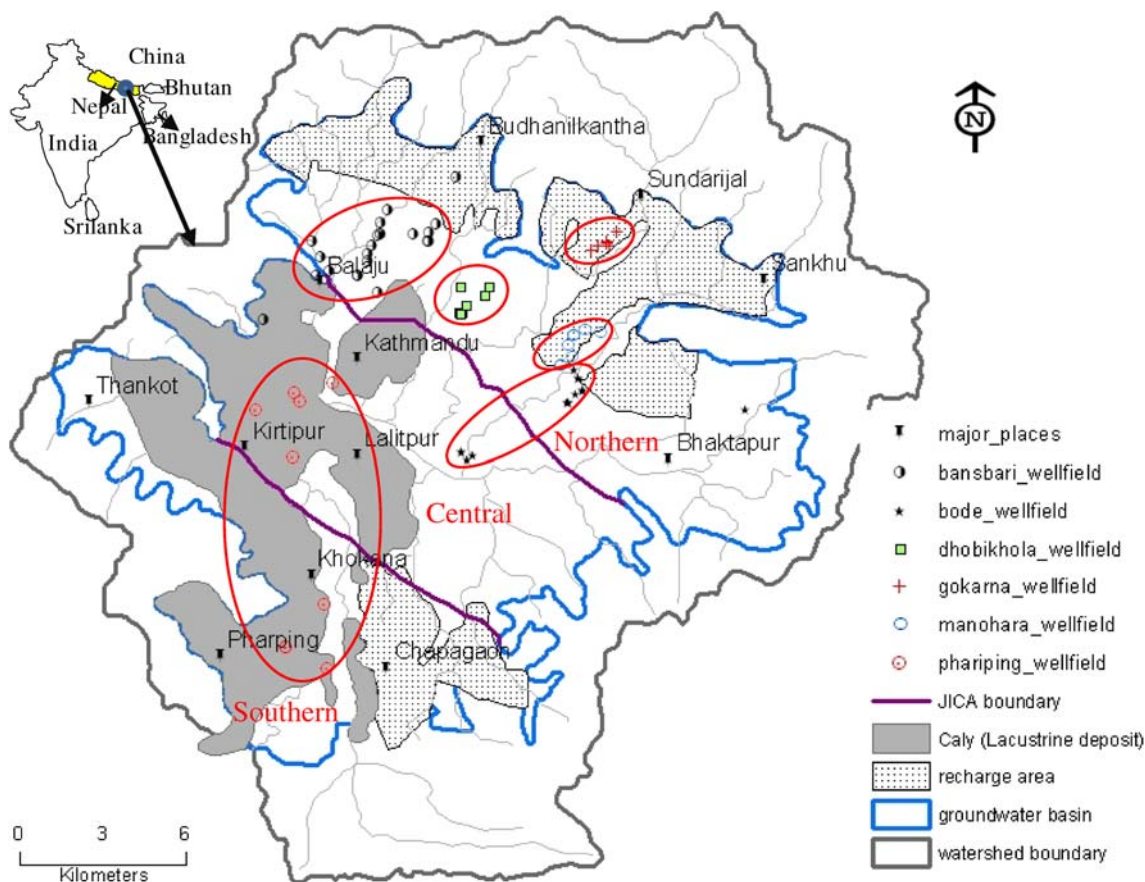 China
Nepal
Bhutan
India
Bangladesh
Srilanka
N
Budhanilkantha
Sundarijal
Balaju
Sankhu
Kathmandu
Thankot
Kirtipur
Lalitpur
Northern
Bhaktapur
Central
Khokana
Pharping
Chapagaon
Southern
major_places
bansbari_wellfield
bode_wellfield
dhobikhola_wellfield
gokarna_wellfield
manohara_wellfield
phariping_wellfield
JICA boundary
Caly (Lacustrine deposit)
recharge area
groundwater basin
watershed boundary
0 3 6
Kilometers